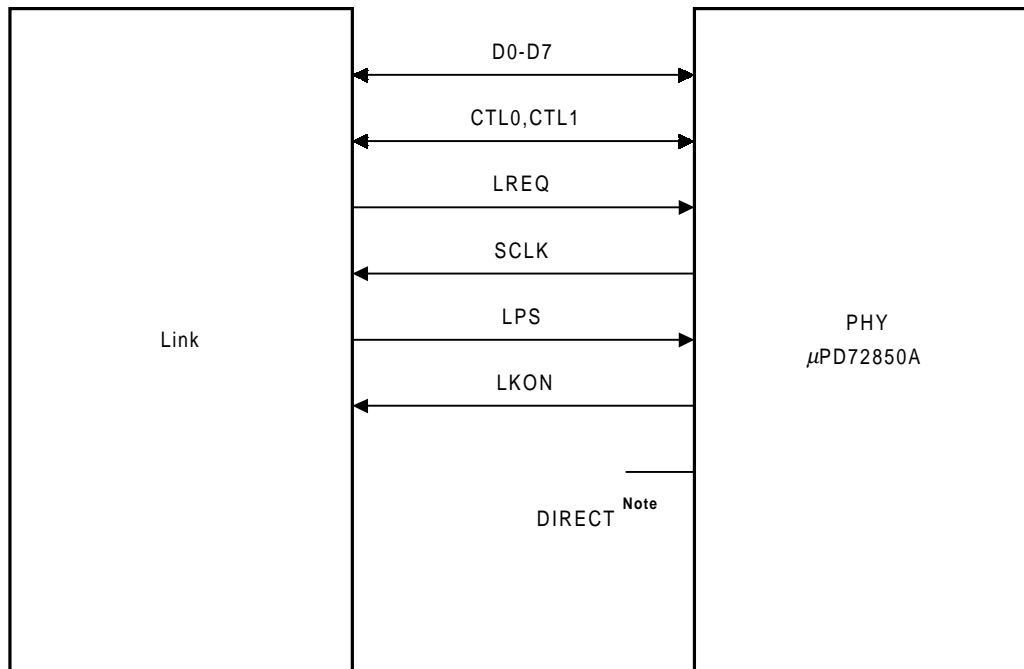 D0-D7
CTL0,CTL1
LREQ
SCLK
LPS
LKON
DIRECT Note
Link
PHY
μPD72850A